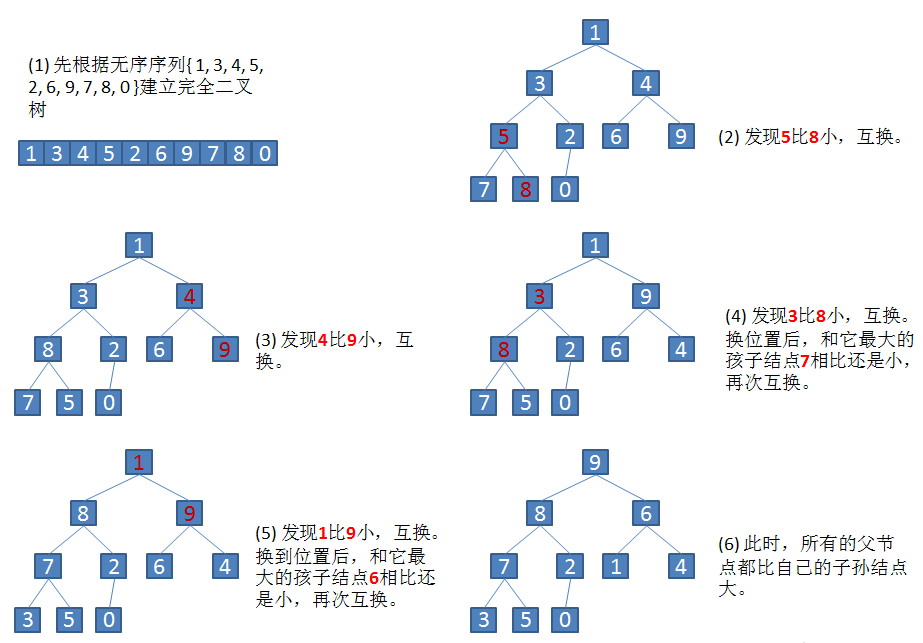 (1) 先根据无序序列{ 1, 3, 4, 5,
2, 6, 9, 7, 8, 0 }建立完全二叉
树
1 3 4 5 2 6 9 7 8 0
1
3 4
5 2 6 9
7 8 0
(2) 发现5比8小，互换。
1
3 4
8 2 6 9
7 5 0
(3) 发现4比9小，互
换。
1
3 9
8 2 6 4
7 5 0
(4) 发现3比8小，互换。
换位置后，和它最大的
孩子结点7相比还是小，
再次互换。
1
8 9
7 2 6 4
3 5 0
(5) 发现1比9小，互换。
换到位置后，和它最
大的孩子结点6相比还
是小，再次互换。
9
8 6
7 2 1 4
3 5 0
(6) 此时，所有的父节
点都比自己的子孙结点
大。